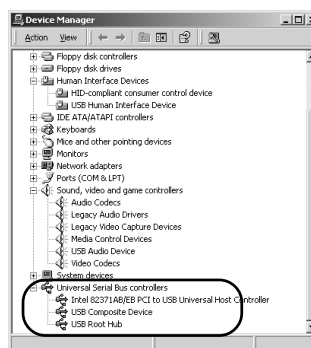 Device Manager
Action View
Floppy disk controllers
Floppy disk drives
Human Interface Devices
HID-compliant consumer control device
USB Human Interface Device
IDE ATA/ATAPI controllers
Keyboards
Mice and other pointing devices
Monitors
Network adapters
Ports (COM & LPT)
Sound, video and game controllers
Audio Codecs
Legacy Audio Drivers
Legacy Video Capture Devices
Media Control Devices
USB Audio Device
Video Codecs
System devices
Universal Serial Bus controllers
Intel 82371AB/EB PCI to USB Universal Host Controller
USB Composite Device
USB Root Hub